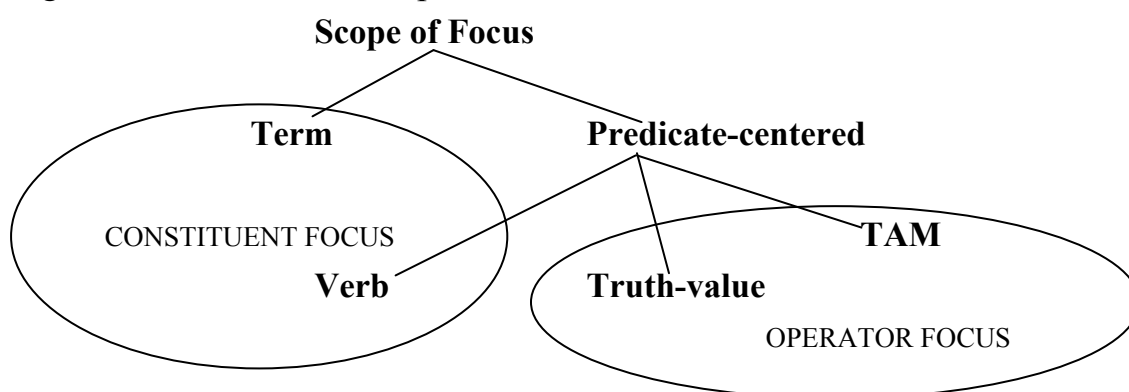 Scope of Focus
Term Predicate-centered
CONSTITUENT FOCUS TAM
Verb Truth-value
OPERATOR FOCUS